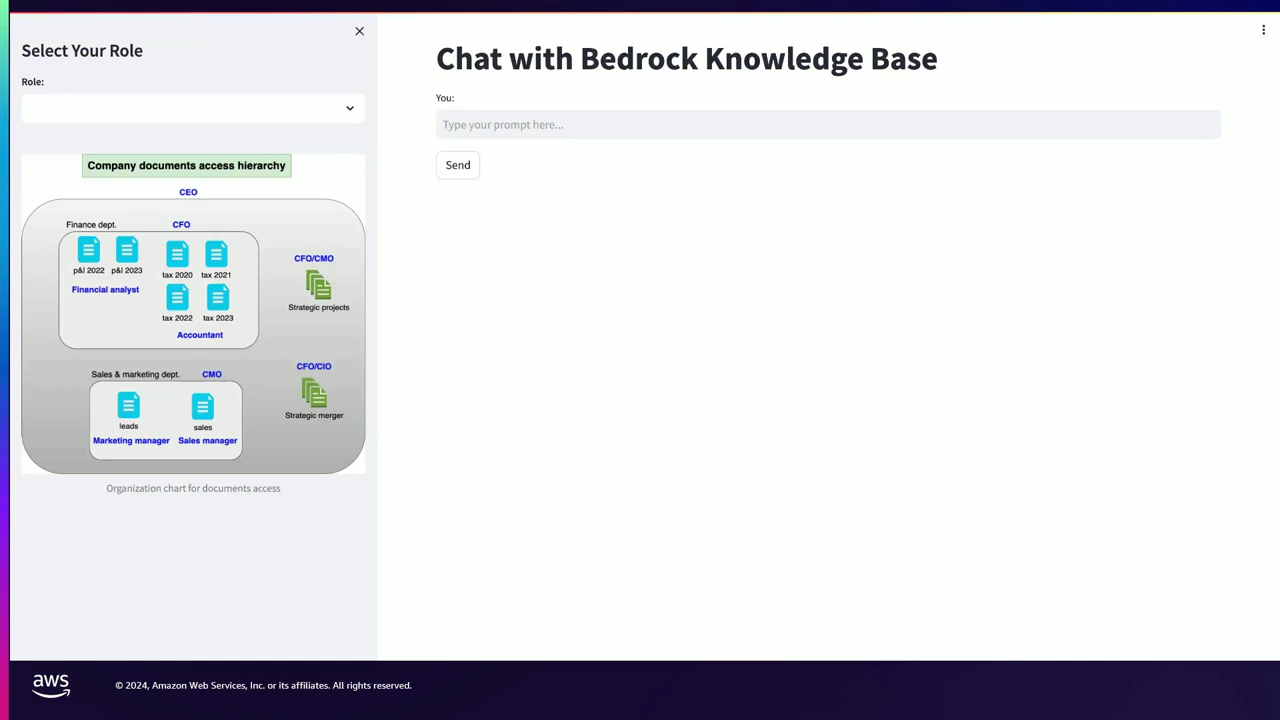 Select Your Role
Role:
Company documents access hierarchy
CEO
Finance dept. CFO
p&l 2022 p&l 2023 tax 2020 tax 2021
Financial analyst
tax 2022 tax 2023
Accountant
CFO/CMO
Strategic projects
Sales & marketing dept. CMO
leads sales
Marketing manager Sales manager
CFO/CIO
Strategic merger
Organization chart for documents access
Chat with Bedrock Knowledge Base
You:
Type your prompt here...
Send
aws
© 2024, Amazon Web Services, Inc. or its affiliates. All rights reserved.